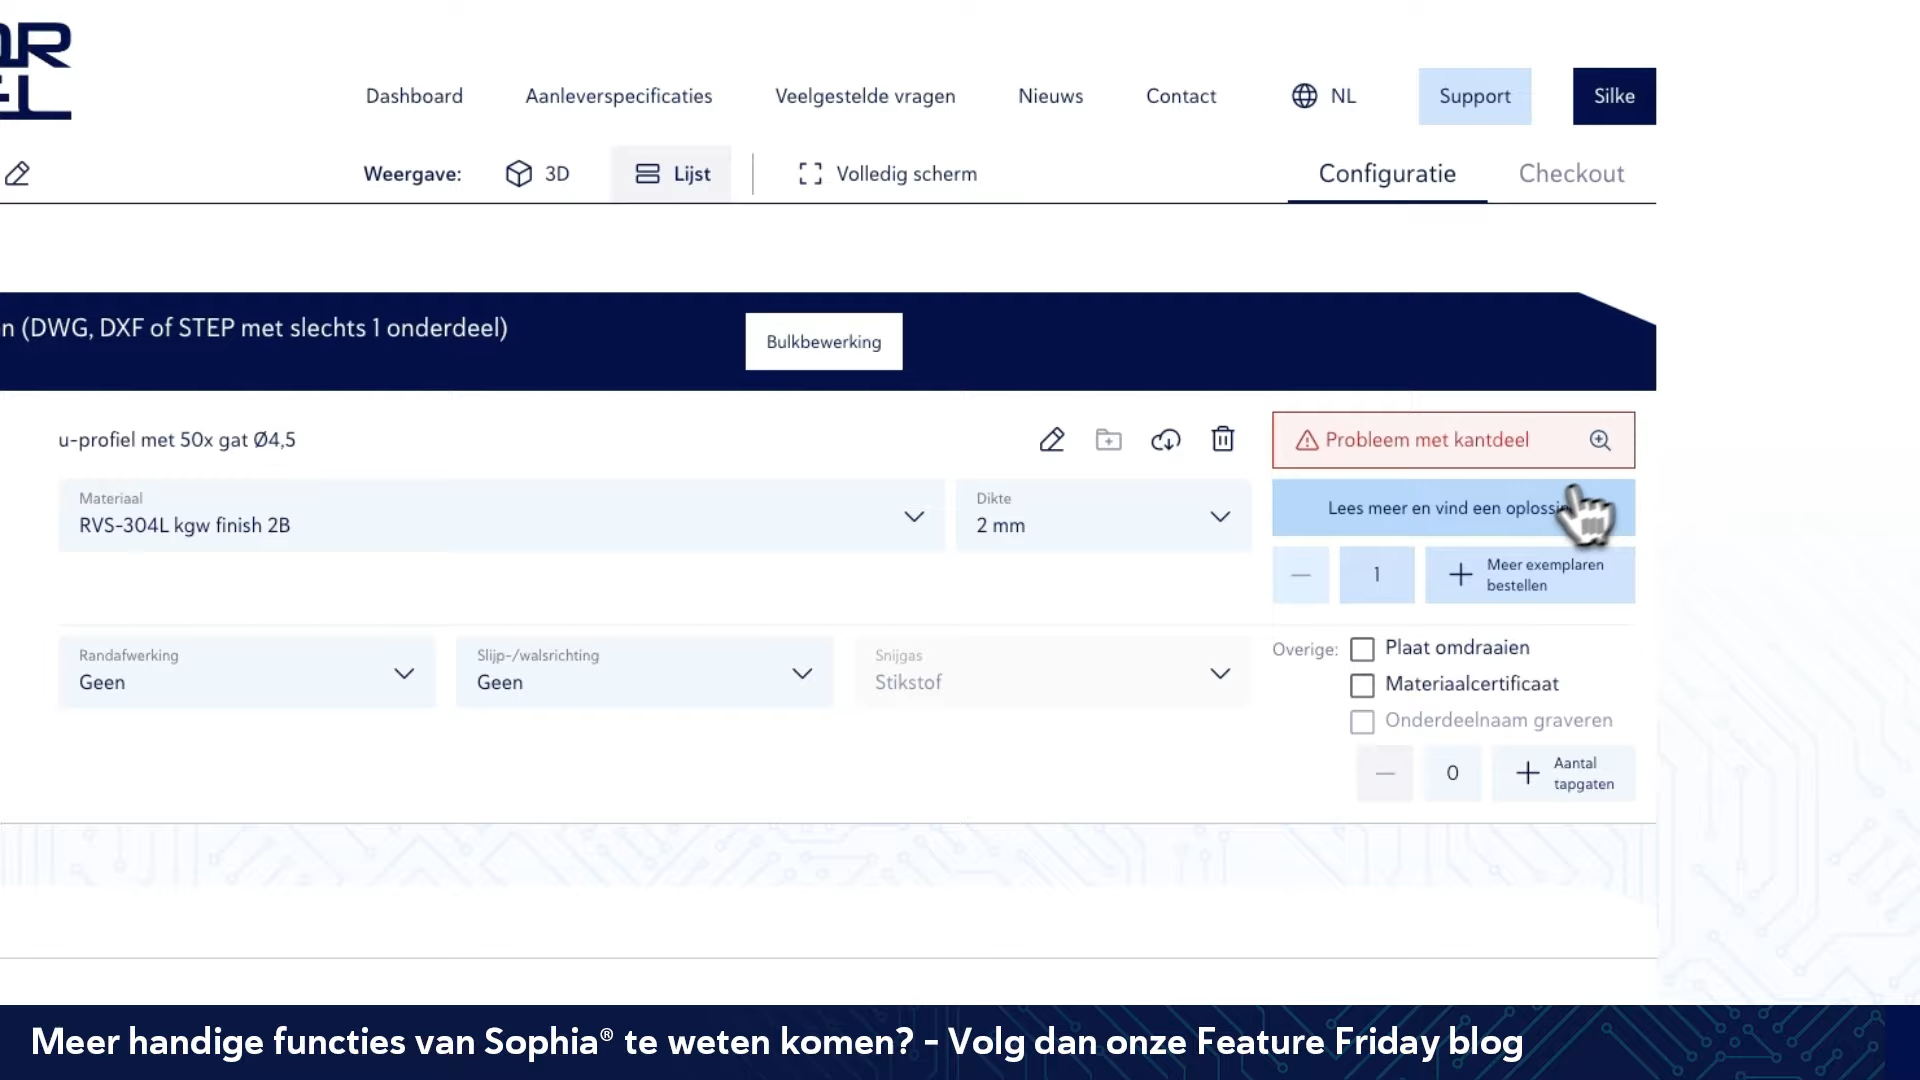 Dashboard
Aanleverspecificaties
Veelgestelde vragen
Nieuws
Contact
NL
Support
Silke
Weergave:
3D
Lijst
Volledig scherm
Configuratie
Checkout
n (DWG, DXF of STEP met slechts 1 onderdeel)
Bulkbewerking
u-profiel met 50x gat Ø4,5
Probleem met kantdeel
Materiaal
RVS-304L kgw finish 2B
Dikte
2 mm
Lees meer en vind een
1
Meer exemplaren
bestellen
Randafwerking
Geen
Slijp-/walsrichting
Geen
Snijgas
Stikstof
Overige:
Plaat omdraaien
Materiaalcertificaat
Onderdeelnaam graveren
0
Aantal
tapgaten
Meer handige functies van Sophia® te weten komen? – Volg dan onze Feature Friday blog